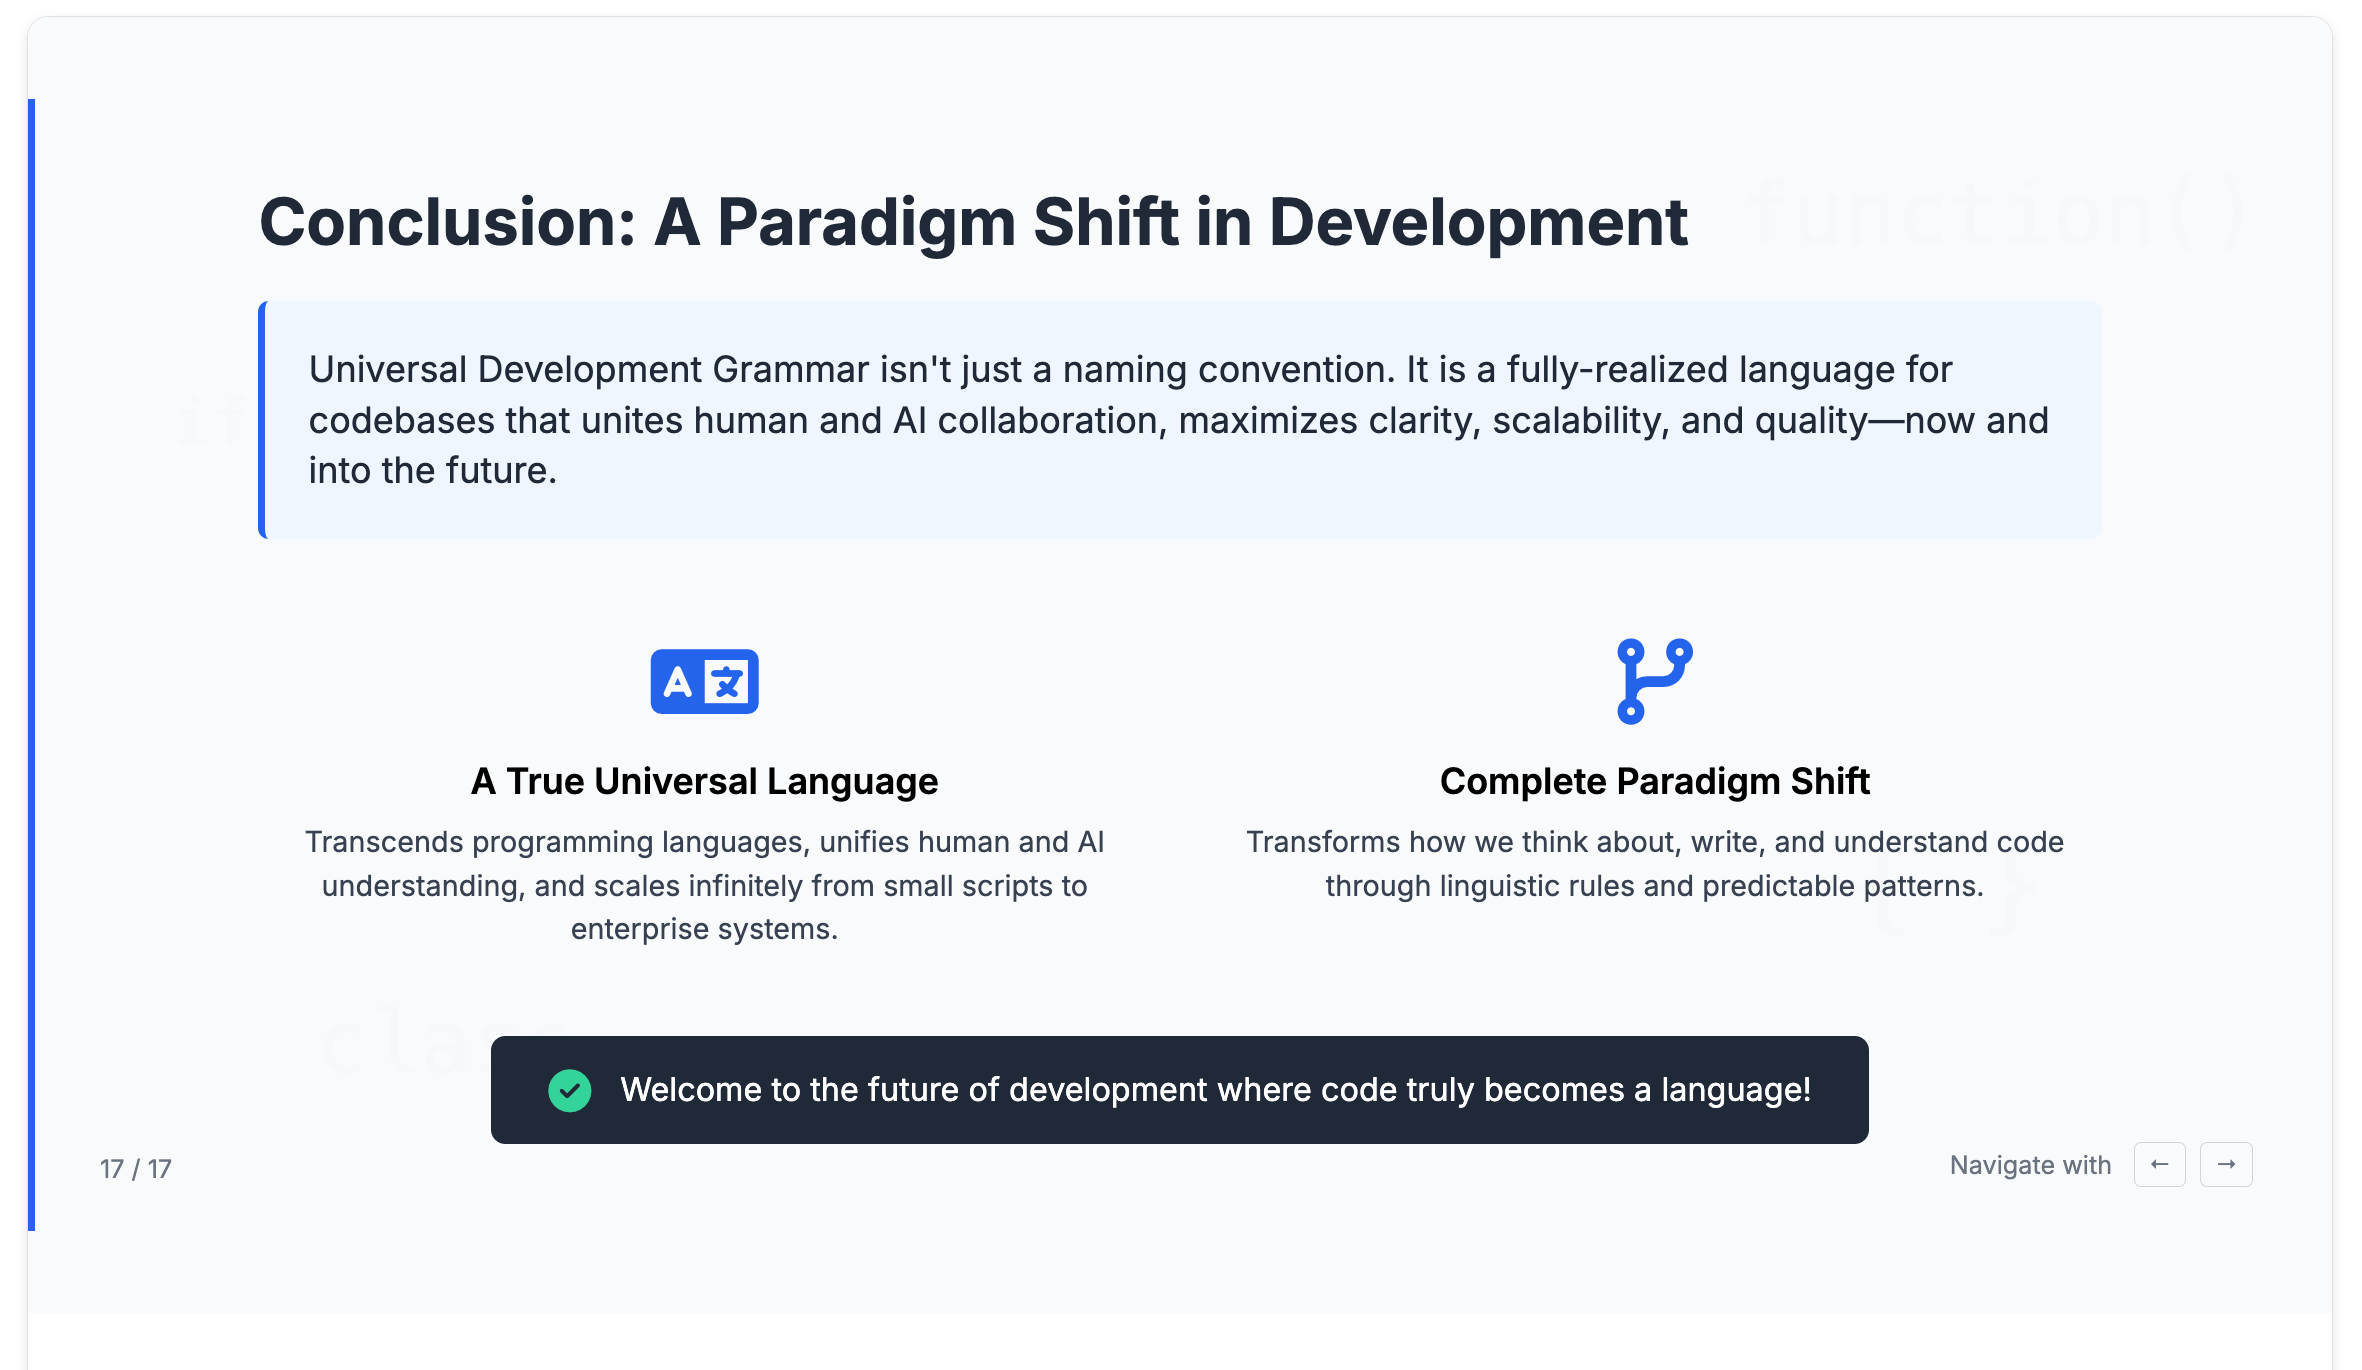 Conclusion: A Paradigm Shift in Development
function()
if
Universal Development Grammar isn't just a naming convention. It is a fully-realized language for
codebases that unites human and AI collaboration, maximizes clarity, scalability, and quality—now and
into the future.
A文
A True Universal Language
Transcends programming languages, unifies human and AI
understanding, and scales infinitely from small scripts to
enterprise systems.
Complete Paradigm Shift
Transforms how we think about, write, and understand code
through linguistic rules and predictable patterns.
{ }
class
Welcome to the future of development where code truly becomes a language!
17 / 17
Navigate with ← →